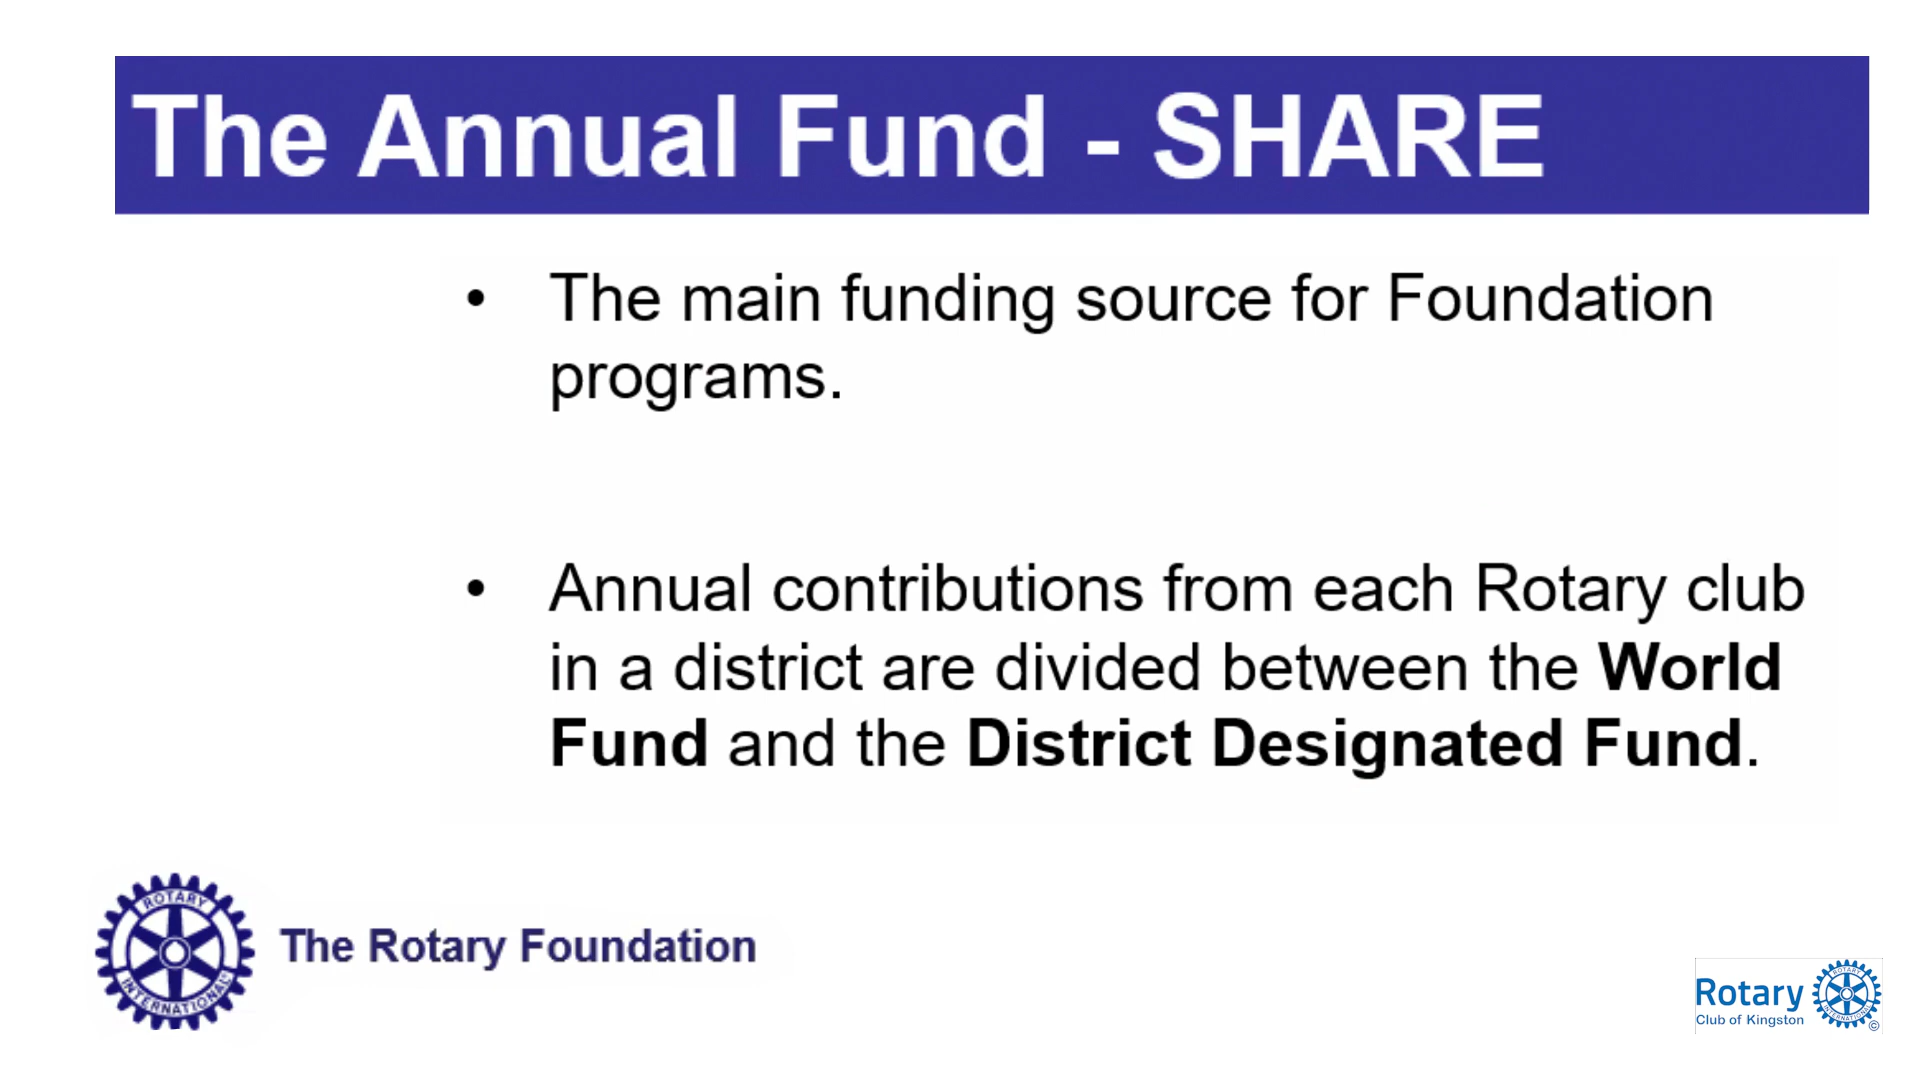 The Annual Fund - SHARE
• The main funding source for Foundation
programs.
• Annual contributions from each Rotary club
in a district are divided between the World
Fund and the District Designated Fund.
ROTARY
INTERNATIONAL
The Rotary Foundation
Rotary
Club of Kingston
ROTARY
INTERNATIONAL
©